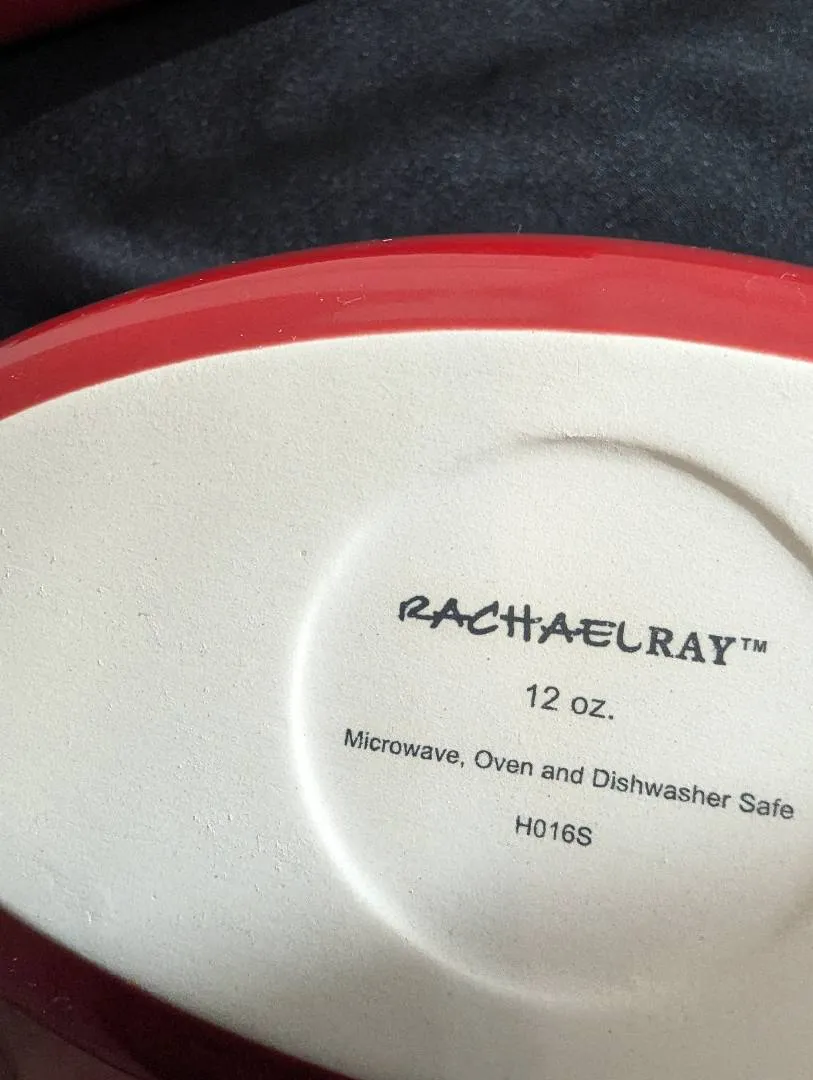 RACHAELRAY™
12 oz.
Microwave, Oven and Dishwasher Safe
H016S